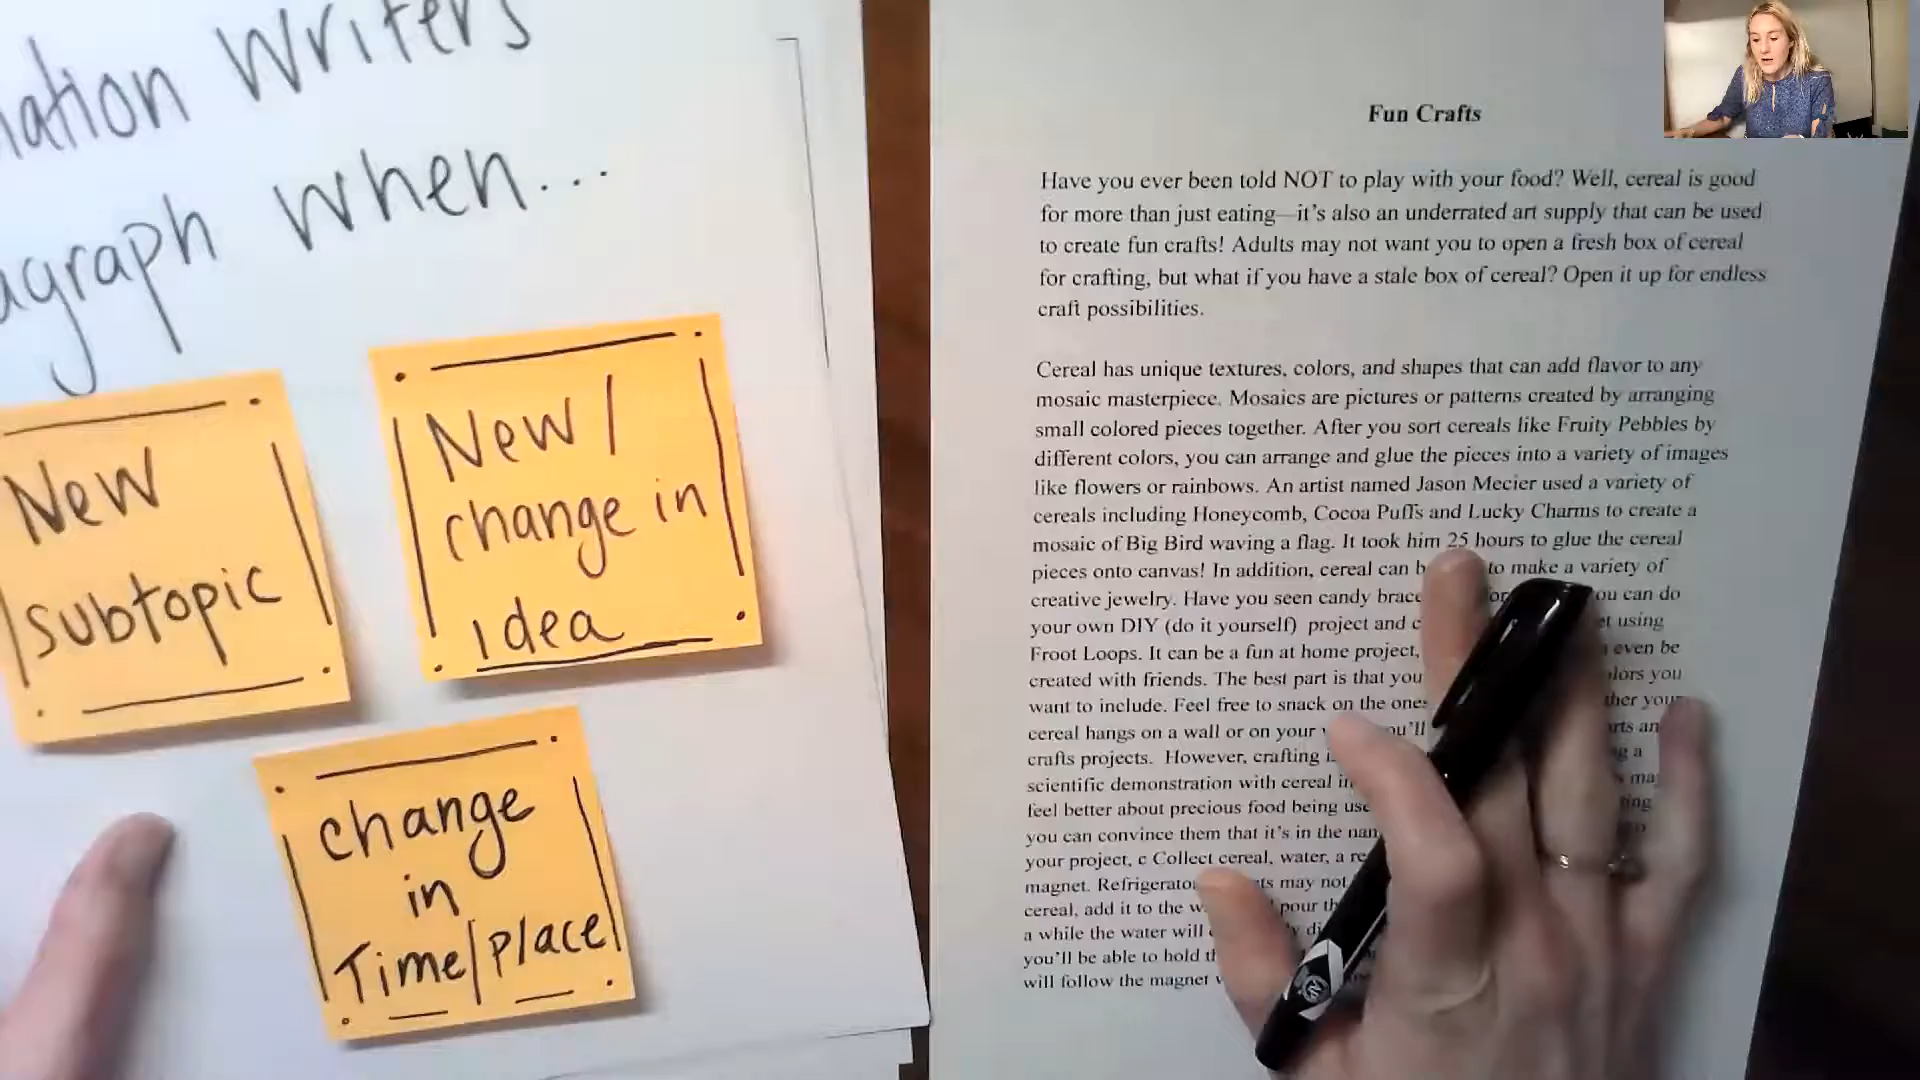 Writers
when...
New
subtopic
New/
change in
idea
change
in
Time/Place
Fun Crafts
Have you ever been told NOT to play with your food? Well, cereal is good
for more than just eating—it's also an underrated art supply that can be used
to create fun crafts! Adults may not want you to open a fresh box of cereal
for crafting, but what if you have a stale box of cereal? Open it up for endless
craft possibilities.
Cereal has unique textures, colors, and shapes that can add flavor to any
mosaic masterpiece. Mosaics are pictures or patterns created by arranging
small colored pieces together. After you sort cereals like Fruity Pebbles by
different colors, you can arrange and glue the pieces into a variety of images
like flowers or rainbows. An artist named Jason Mecier used a variety of
cereals including Honeycomb, Cocoa Puffs and Lucky Charms to create a
mosaic of Big Bird waving a flag. It took him 25 hours to glue the cereal
pieces onto canvas! In addition, cereal can to make a variety of
creative jewelry. Have you seen candy you can do
your own DIY (do it yourself) project and using
Froot Loops. It can be a fun at home project, even be
created with friends. The best part is that you you
want to include. Feel free to snack on the
cereal hangs on a wall or on your
crafts projects. However, crafting a
scientific demonstration with cereal
feel better about precious food being
you can convince them that it's in the
your project, c Collect cereal, water, a
magnet. may not
cereal, add it to the pour
a while the water will
you'll be able to hold
will follow the magnet